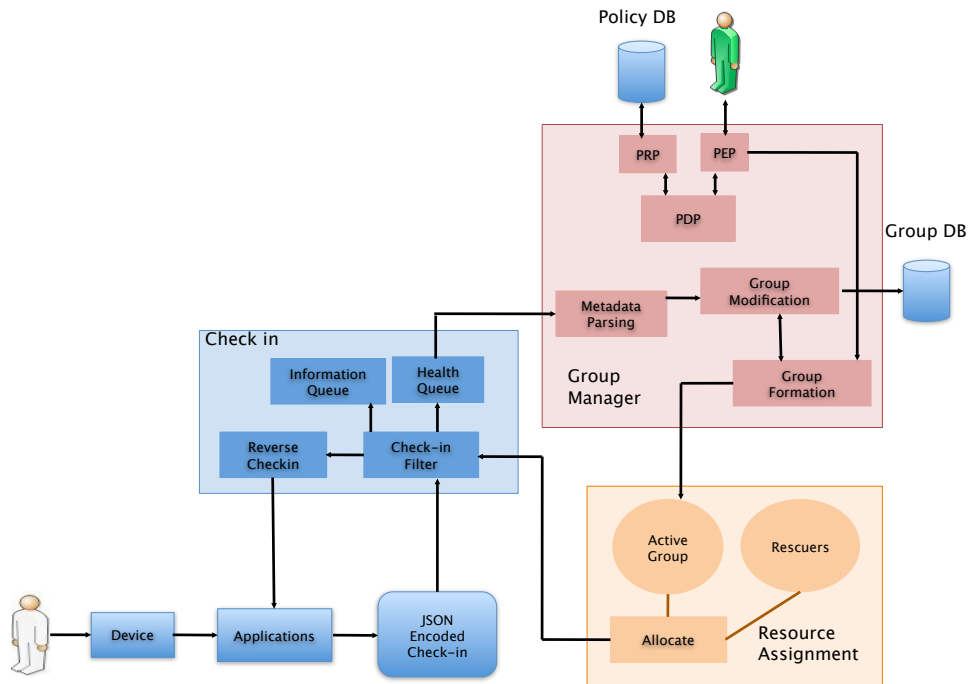 Policy DB
PRP
PEP
PDP
Group DB
Group
Modification
Metadata
Parsing
Group
Formation
Group
Manager
Check in
Information
Queue
Health
Queue
Reverse
Checkin
Check-in
Filter
Active
Group
Rescuers
Allocate
Resource
Assignment
Device
Applications
JSON
Encoded
Check-in